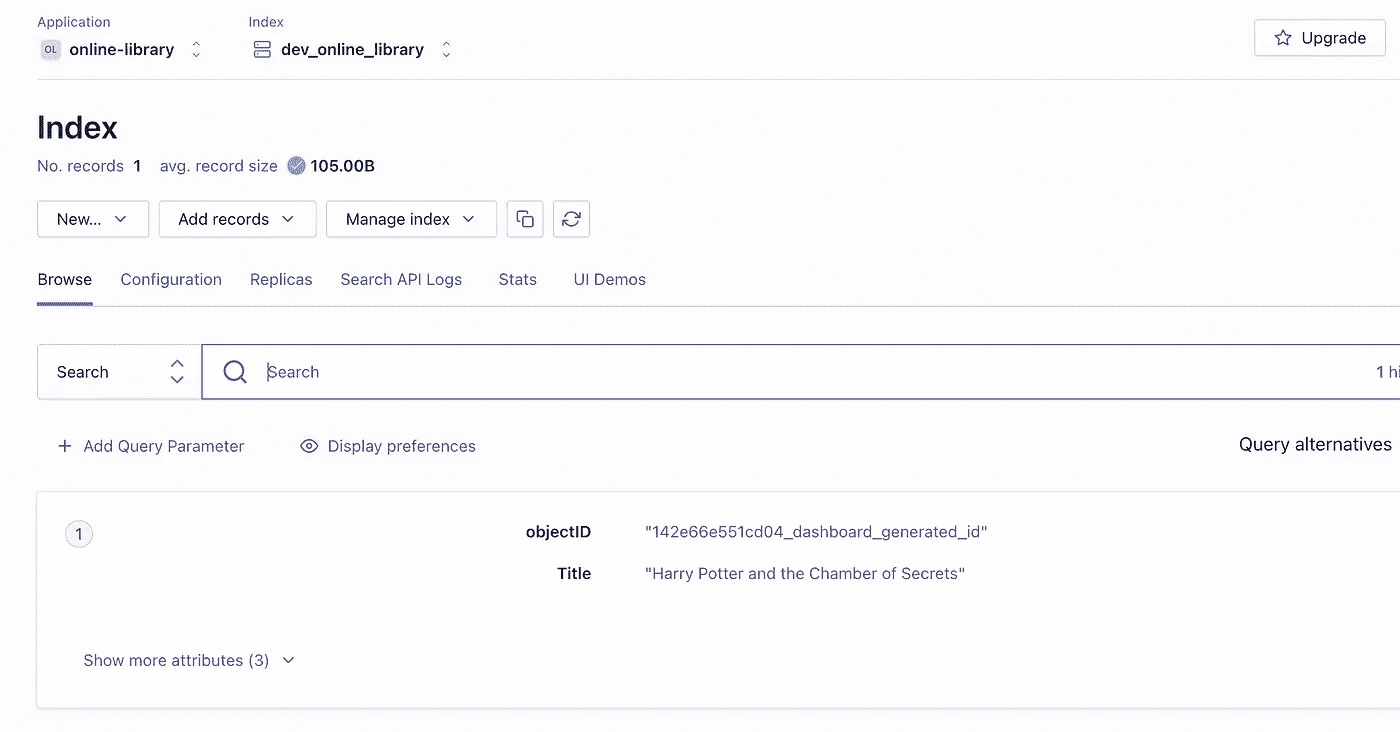 Application Index
OL online-library dev_online_library
Upgrade
Index
No. records 1 avg. record size 105.00B
New... Add records Manage index
Browse Configuration Replicas Search API Logs Stats UI Demos
Search Search 1 hi
+ Add Query Parameter Display preferences Query alternatives
1 objectID "142e66e551cd04_dashboard_generated_id"
Title "Harry Potter and the Chamber of Secrets"
Show more attributes (3)